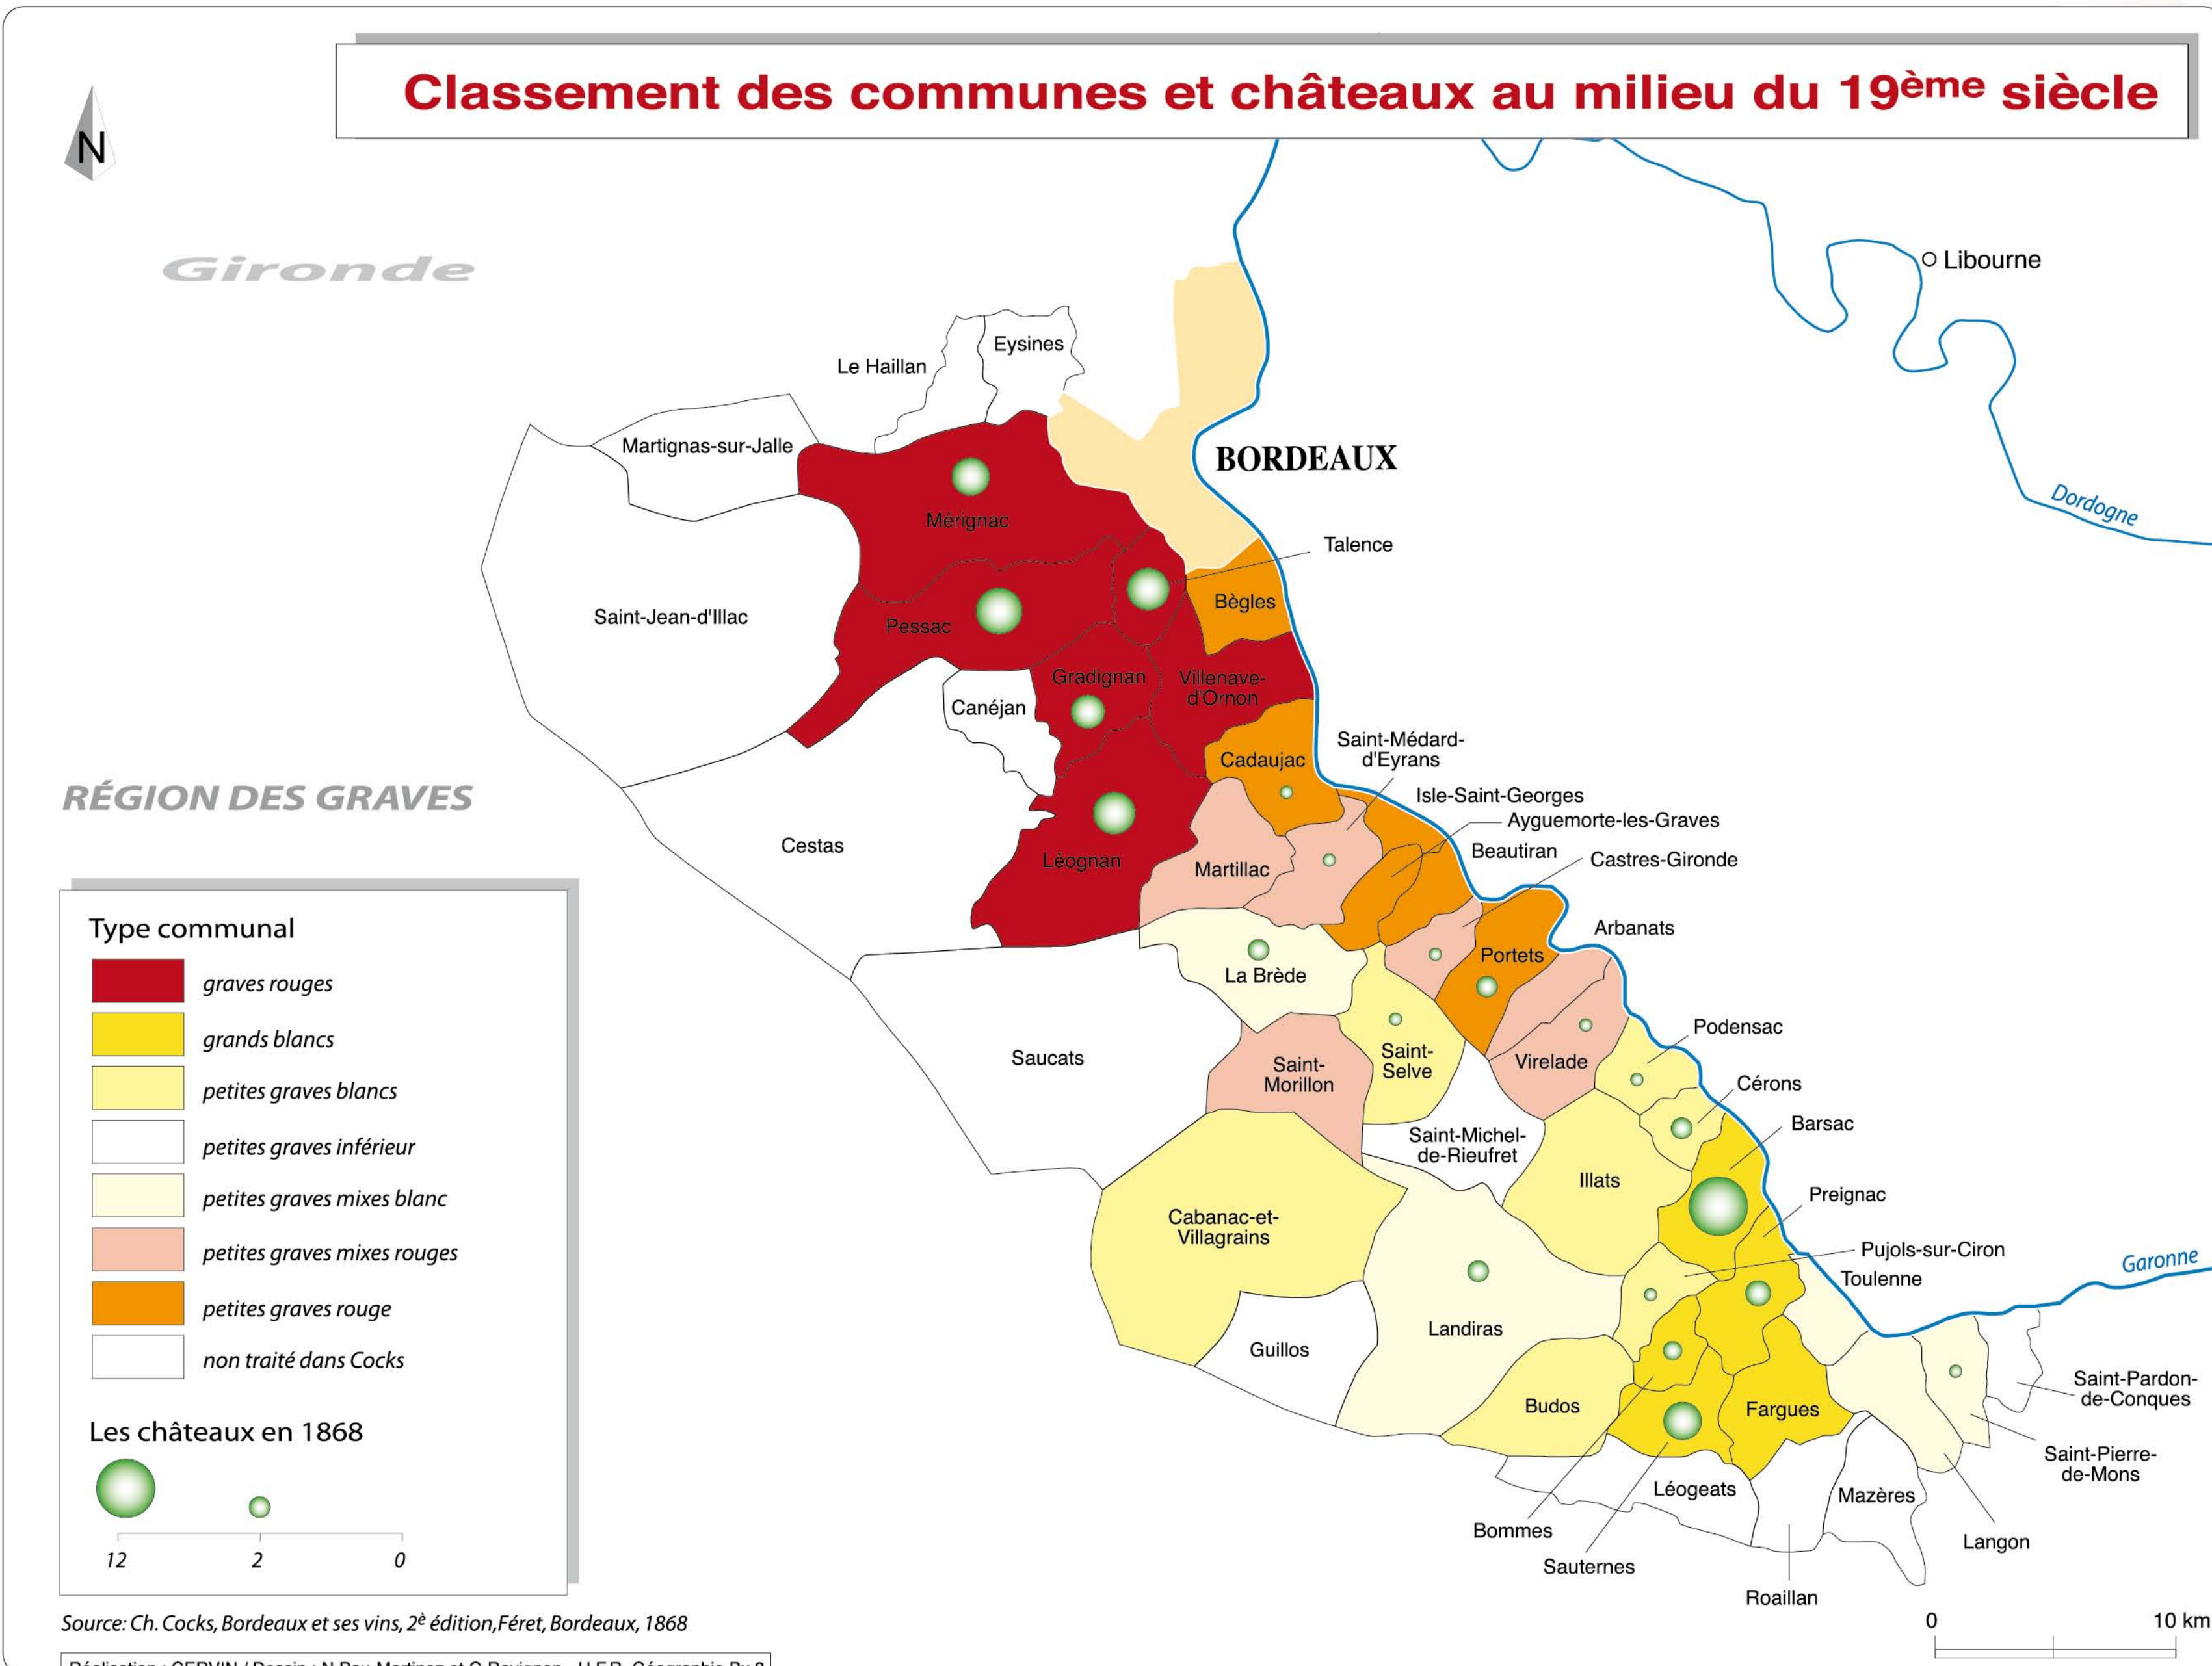 Classement des communes et châteaux au milieu du 19ème siècle
N
Gironde
Libourne
Eysines
Le Haillan
Martignas-sur-Jalle
BORDEAUX
Dordogne
Mérignac
Talence
Bègles
Saint-Jean-d'Illac
Pessac
Gradignan
Villenave-
d'Ornon
Canéjan
Cadaujac
Saint-Médard-
d'Eyrans
RÉGION DES GRAVES
Isle-Saint-Georges
Ayguemorte-les-Graves
Cestas
Beautiran
Castres-Gironde
Léognan
Martillac
Arbanats
Portets
La Brède
Podensac
Saucats
Saint-
Morillon
Saint-
Selve
Virelade
Cérons
Barsac
Saint-Michel-
de-Rieufret
Illats
Preignac
Cabanac-et-
Villagrains
Pujols-sur-Ciron
Garonne
Toulenne
Landiras
Guillos
Saint-Pardon-
de-Conques
Budos
Fargues
Saint-Pierre-
de-Mons
Léogeats
Mazères
Bommes
Langon
Sauternes
Roaillan
Type communal
graves rouges
grands blancs
petites graves blancs
petites graves inférieur
petites graves mixes blanc
petites graves mixes rouges
petites graves rouge
non traité dans Cocks
Les châteaux en 1868
12 2 0
Source: Ch. Cocks, Bordeaux et ses vins, 2è édition,Féret, Bordeaux, 1868
0 10 km